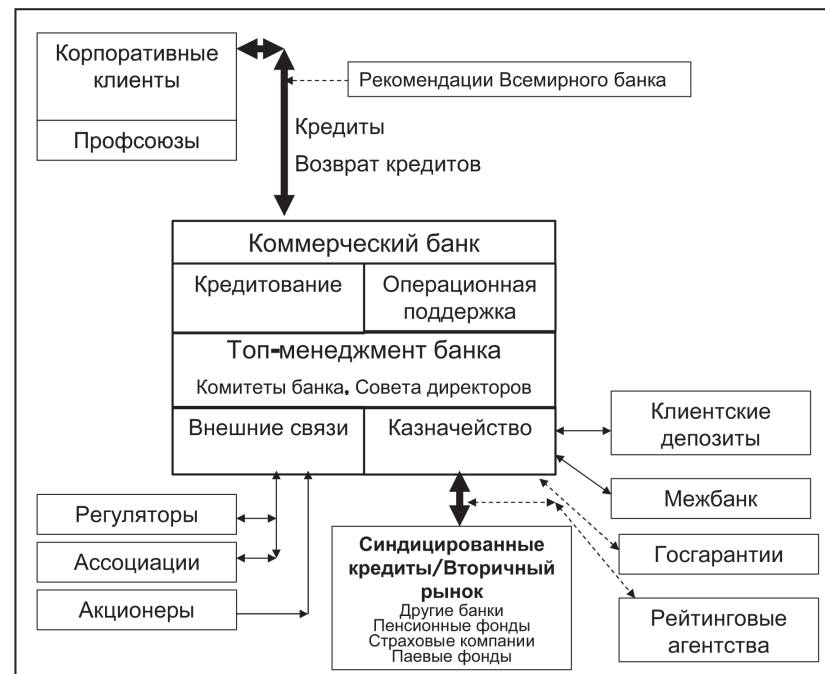 Корпоративные
клиенты
Профсоюзы
Рекомендации Всемирного банка
Кредиты
Возврат кредитов
Коммерческий банк
Кредитование
Операционная
поддержка
Топ-менеджмент банка
Комитеты банка, Совета директоров
Внешние связи
Казначейство
Клиентские
депозиты
Межбанк
Госгарантии
Рейтинговые
агентства
Регуляторы
Ассоциации
Акционеры
Синдицированные
кредиты/Вторичный
рынок
Другие банки
Пенсионные фонды
Страховые компании
Паевые фонды